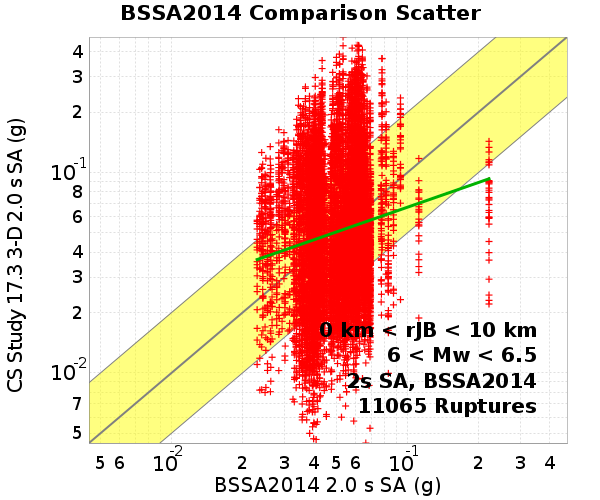 BSSA2014 Comparison Scatter
CS Study 17.3 3-D 2.0 s SA (g)
4
3
2
10-1
8
6
4
3
2
10-2
7
5
0 km < rJB < 10 km
6 < Mw < 6.5
2s SA, BSSA2014
11065 Ruptures
5 6 10-2 2 3 4 5 6 10-1 2 3 4
BSSA2014 2.0 s SA (g)